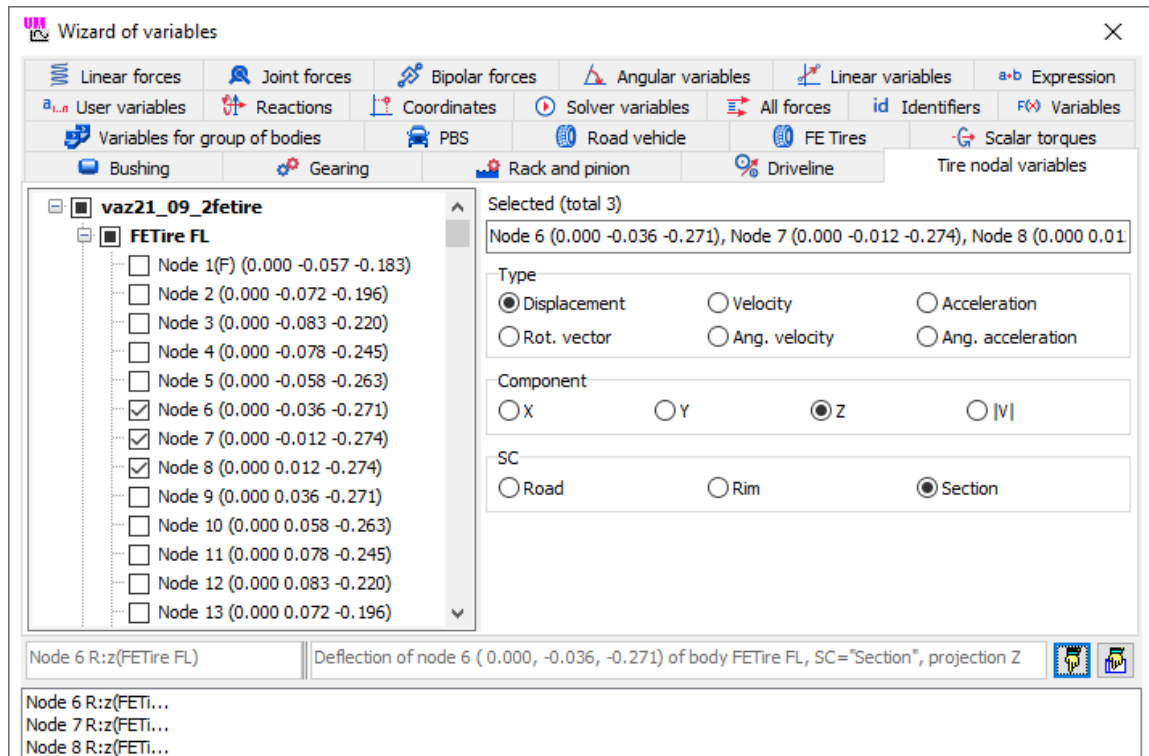 UM Wizard of variables
Linear forces Joint forces Bipolar forces Angular variables Linear variables a+b Expression
a1..n User variables Reactions Coordinates Solver variables All forces id Identifiers F(x) Variables
Variables for group of bodies PBS Road vehicle FE Tires Scalar torques
Bushing Gearing Rack and pinion Driveline Tire nodal variables
vaz21_09_2fetire
FETire FL
Node 1(F) (0.000 -0.057 -0.183)
Node 2 (0.000 -0.072 -0.196)
Node 3 (0.000 -0.083 -0.220)
Node 4 (0.000 -0.078 -0.245)
Node 5 (0.000 -0.058 -0.263)
Node 6 (0.000 -0.036 -0.271)
Node 7 (0.000 -0.012 -0.274)
Node 8 (0.000 0.012 -0.274)
Node 9 (0.000 0.036 -0.271)
Node 10 (0.000 0.058 -0.263)
Node 11 (0.000 0.078 -0.245)
Node 12 (0.000 0.083 -0.220)
Node 13 (0.000 0.072 -0.196)
Selected (total 3)
Node 6 (0.000 -0.036 -0.271), Node 7 (0.000 -0.012 -0.274), Node 8 (0.000 0.01
Type
Displacement Velocity Acceleration
Rot. vector Ang. velocity Ang. acceleration
Component
X Y Z |V|
SC
Road Rim Section
Node 6 R:z(FETire FL) Deflection of node 6 ( 0.000, -0.036, -0.271) of body FETire FL, SC="Section", projection Z
Node 6 R:z(FETi...
Node 7 R:z(FETi...
Node 8 R:z(FETi...